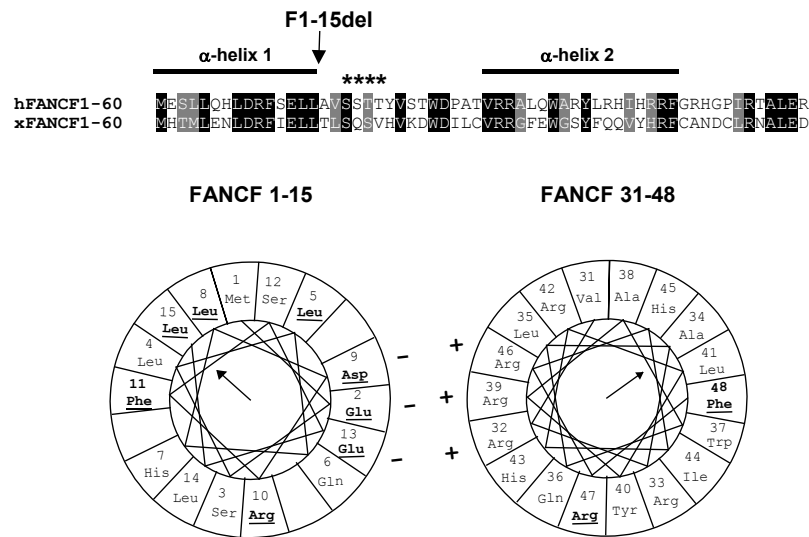 F1-15del
α-helix 1
α-helix 2
****
hFANCF1-60 MESLLQHLDRFSELLAVSSTTYVSTWDPATVRRALQWARYLRHIHRRFGRHGPIRTALER
xFANCF1-60 MHTMLENLDRFIELLTLSQSVHVKDWDILCVRRGFEWGSYFQQVYHRFCANDCLRNALED
FANCF 1-15
1
Met
12
Ser
5
Leu
9
Asp
2
Glu
13
Glu
6
Gln
10
Arg
3
Ser
14
Leu
7
His
11
Phe
4
Leu
15
Leu
8
Leu
–
–
–
FANCF 31-48
+
+
+
31
Val
38
Ala
45
His
34
Ala
41
Leu
48
Phe
37
Trp
44
Ile
33
Arg
40
Tyr
47
Arg
36
Gln
43
His
32
Arg
39
Arg
46
Arg
35
Leu
42
Arg